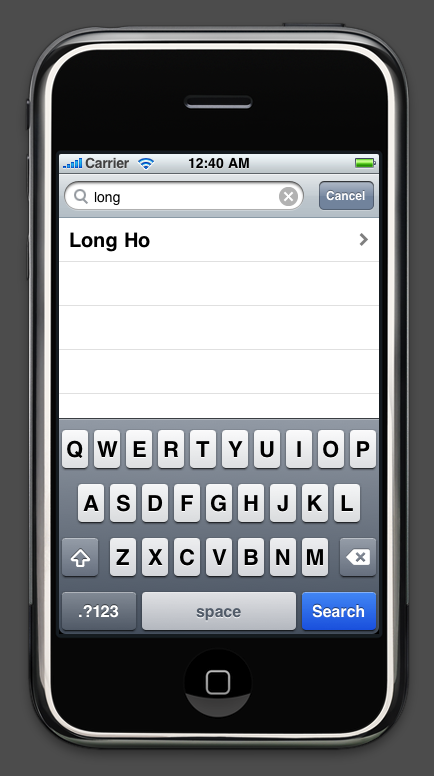 Carrier 12:40 AM
long Cancel
Long Ho
Q W E R T Y U I O P
A S D F G H J K L
Z X C V B N M
.?123 space Search